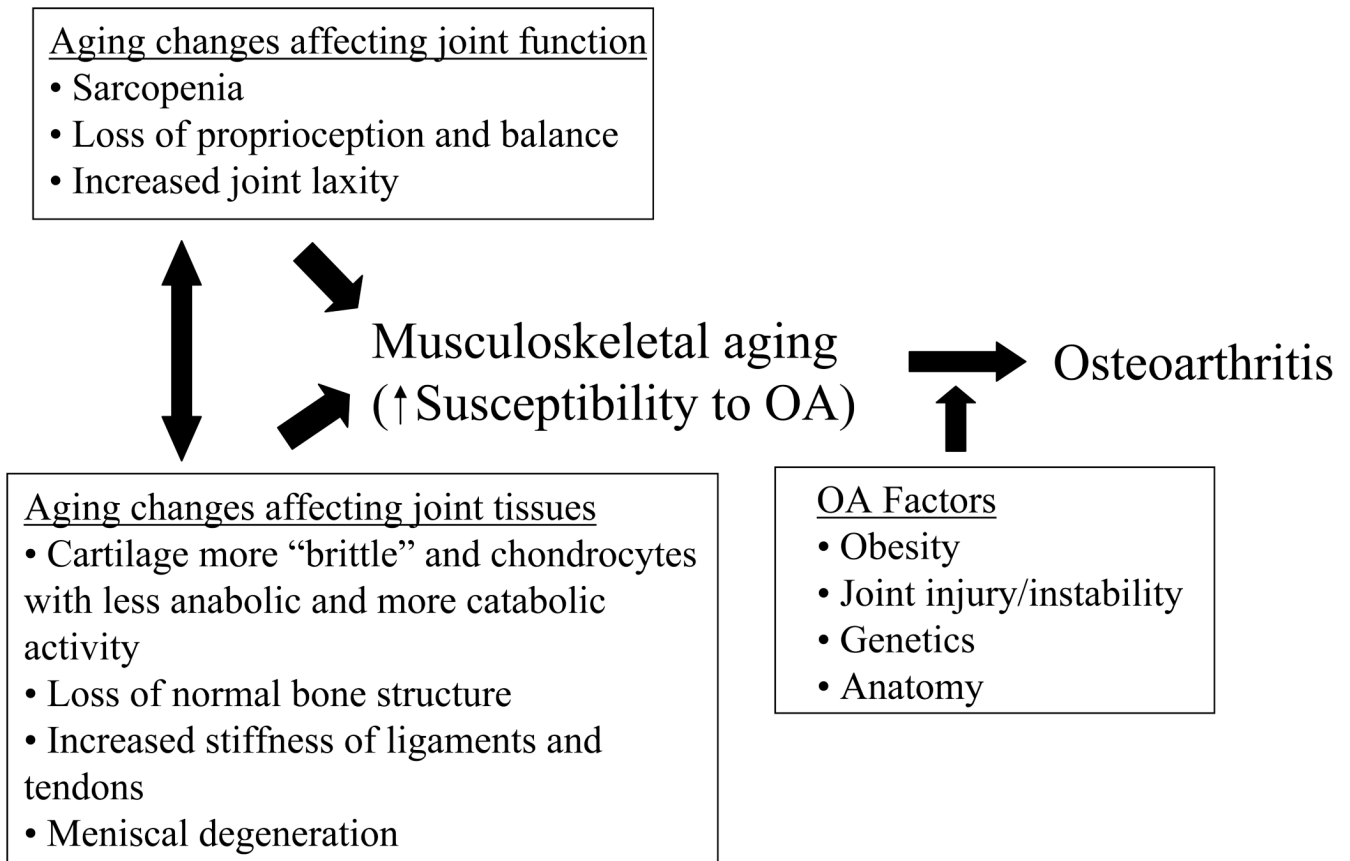 Aging changes affecting joint function
• Sarcopenia
• Loss of proprioception and balance
• Increased joint laxity
Musculoskeletal aging
(↑Susceptibility to OA)
Osteoarthritis
Aging changes affecting joint tissues
• Cartilage more “brittle” and chondrocytes
with less anabolic and more catabolic
activity
• Loss of normal bone structure
• Increased stiffness of ligaments and
tendons
• Meniscal degeneration
OA Factors
• Obesity
• Joint injury/instability
• Genetics
• Anatomy